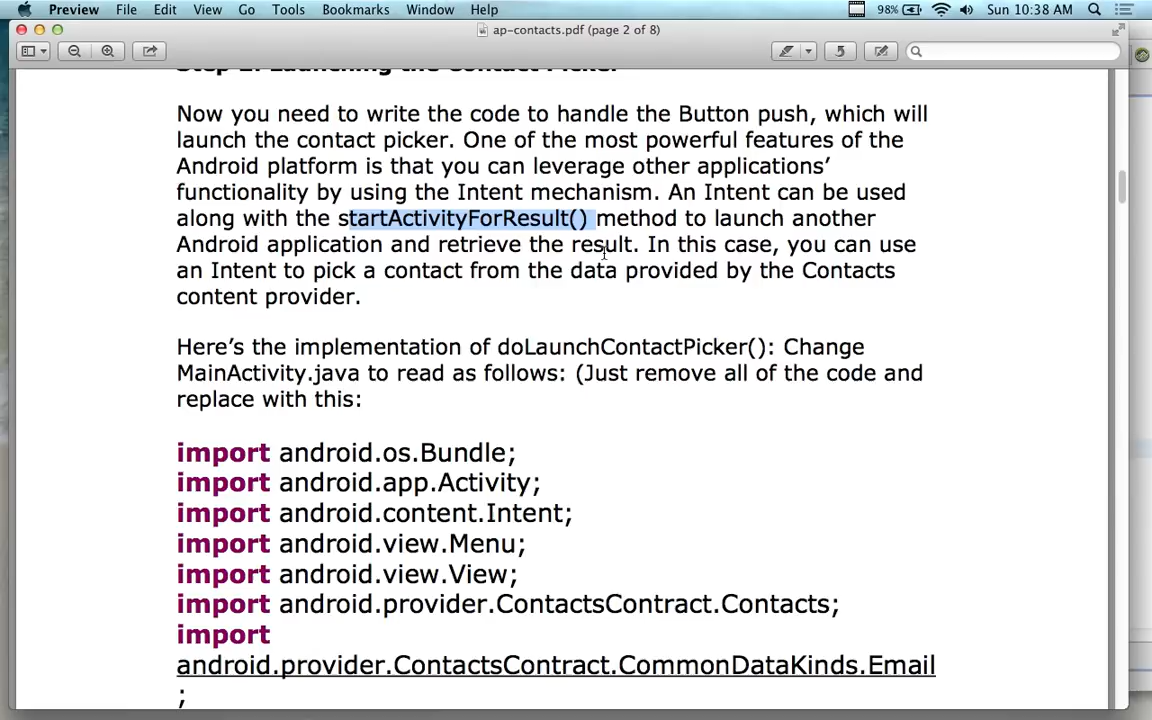 Preview File Edit View Go Tools Bookmarks Window Help 98% Sun 10:38 AM
ap-contacts.pdf (page 2 of 8)
Step 2: Launching the Contact Picker
Now you need to write the code to handle the Button push, which will
launch the contact picker. One of the most powerful features of the
Android platform is that you can leverage other applications’
functionality by using the Intent mechanism. An Intent can be used
along with the startActivityForResult() method to launch another
Android application and retrieve the result. In this case, you can use
an Intent to pick a contact from the data provided by the Contacts
content provider.
Here’s the implementation of doLaunchContactPicker(): Change
MainActivity.java to read as follows: (Just remove all of the code and
replace with this:
import android.os.Bundle;
import android.app.Activity;
import android.content.Intent;
import android.view.Menu;
import android.view.View;
import android.provider.ContactsContract.Contacts;
import
android.provider.ContactsContract.CommonDataKinds.Email
;